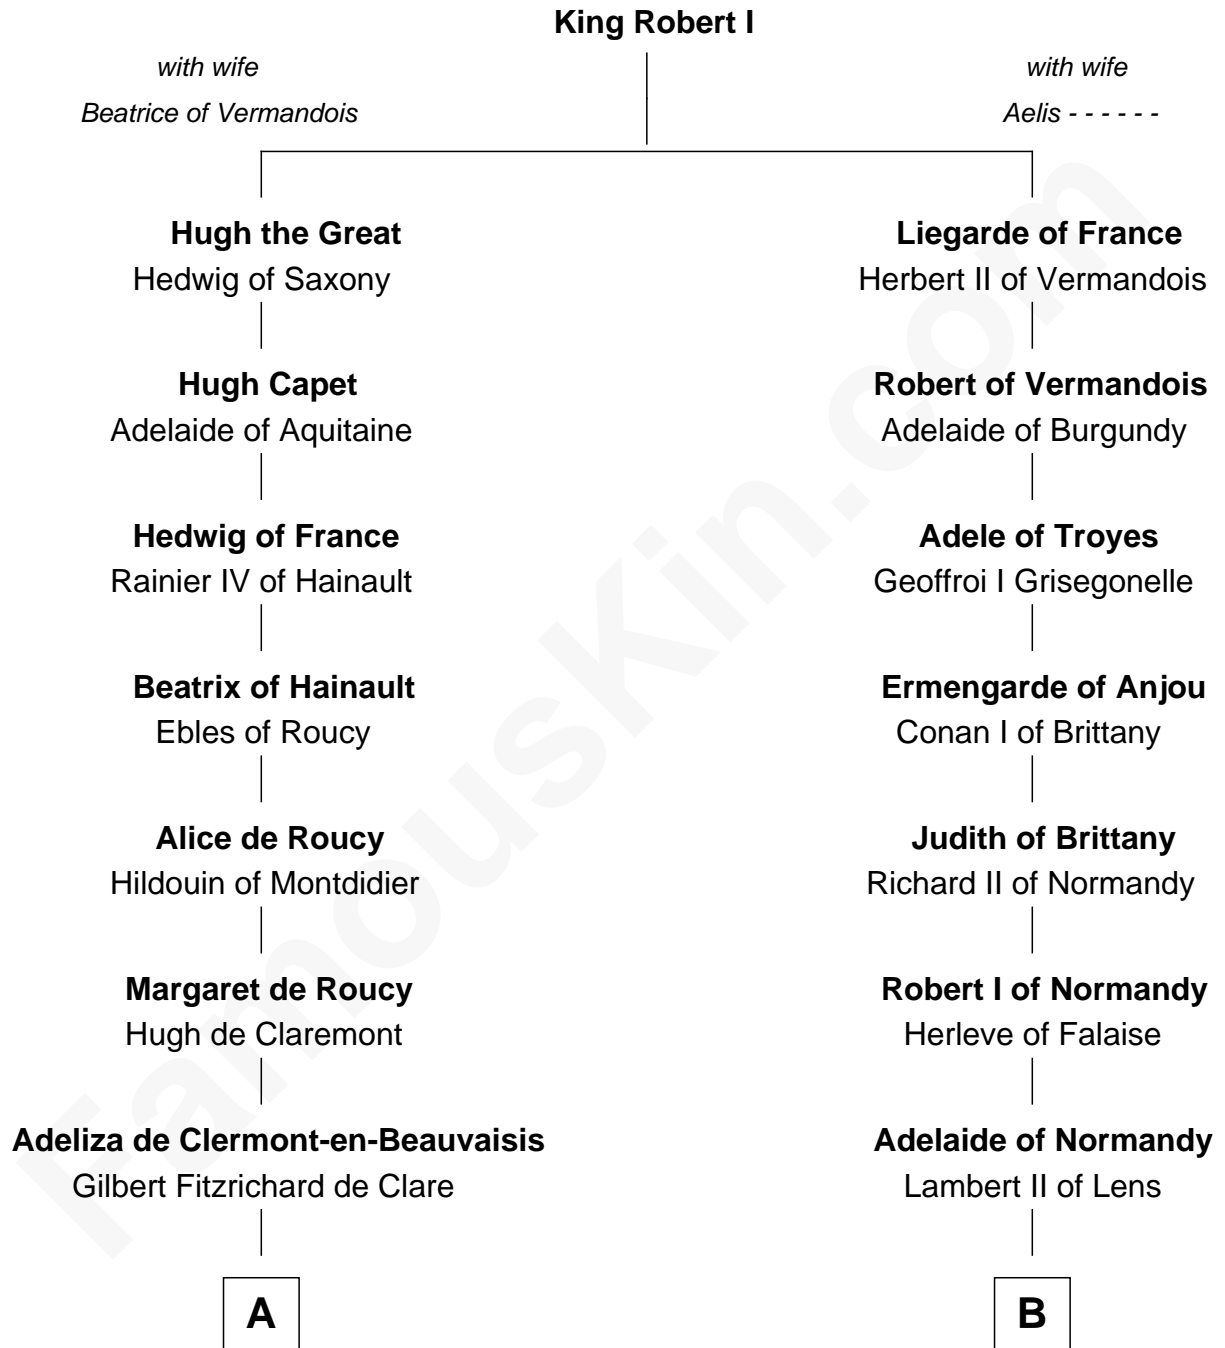 King Robert I
with wife
Beatrice of Vermandois
with wife
Aelis - - - - - -
Hugh the Great
Hedwig of Saxony
Liegarde of France
Herbert II of Vermandois
Hugh Capet
Adelaide of Aquitaine
Robert of Vermandois
Adelaide of Burgundy
Hedwig of France
Rainier IV of Hainault
Adele of Troyes
Geoffroi I Grisegonelle
Beatrix of Hainault
Ebles of Roucy
Ermengarde of Anjou
Conan I of Brittany
Alice de Roucy
Hildouin of Montdidier
Judith of Brittany
Richard II of Normandy
Margaret de Roucy
Hugh de Claremont
Robert I of Normandy
Herleve of Falaise
Adeliza de Clermont-en-Beauvaisis
Gilbert Fitzrichard de Clare
Adelaide of Normandy
Lambert II of Lens
A
B
FamousKin.com